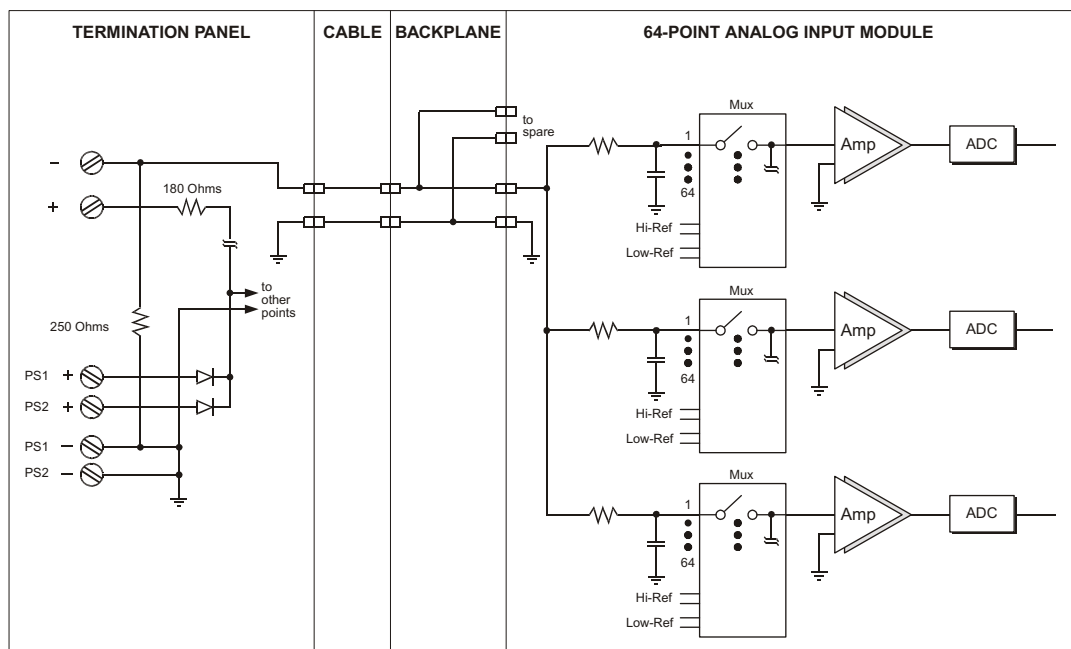 TERMINATION PANEL
CABLE
BACKPLANE
64-POINT ANALOG INPUT MODULE
to
spare
−
+
180 Ohms
250 Ohms
to
other
points
PS1 +
PS2 +
PS1 −
PS2 −
Mux
1
64
Hi-Ref
Low-Ref
Amp
ADC
Mux
1
64
Hi-Ref
Low-Ref
Amp
ADC
Mux
1
64
Hi-Ref
Low-Ref
Amp
ADC